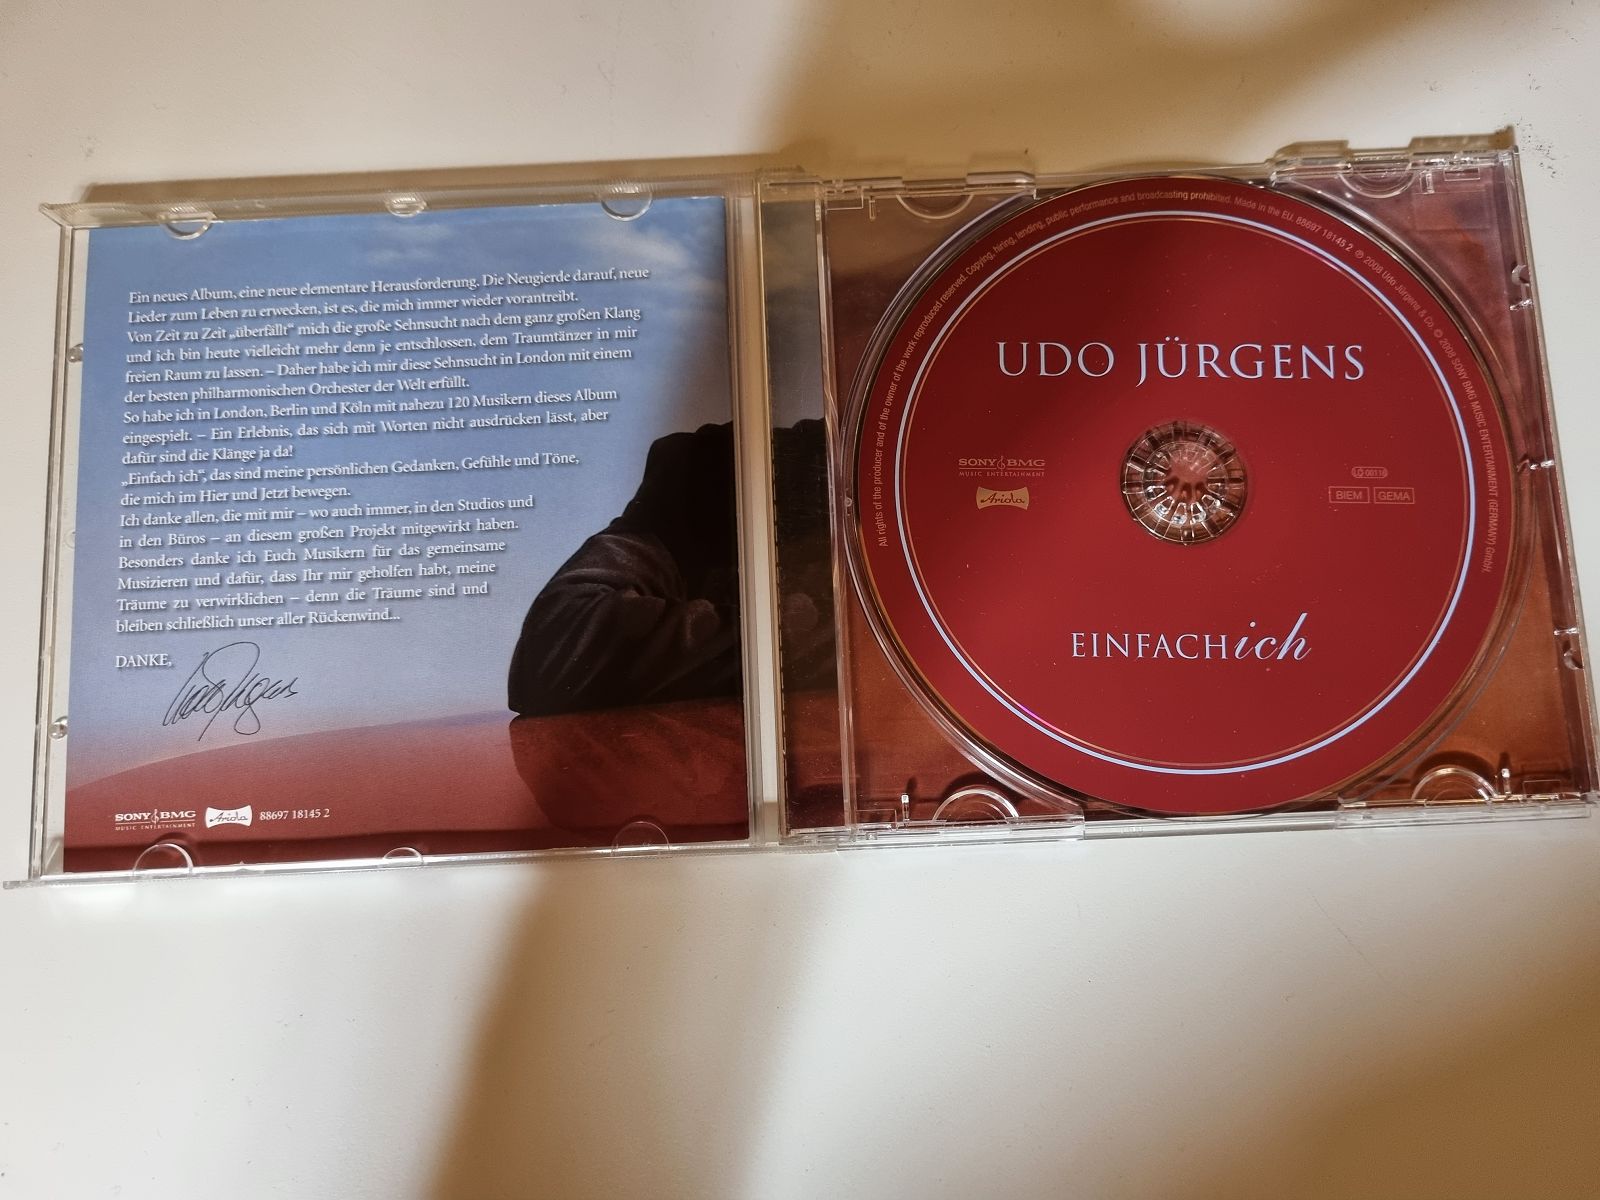 Ein neues Album, eine neue elementare Herausforderung. Die Neugierde darauf, neue
Lieder zum Leben zu erwecken, ist es, die mich immer wieder vorantreibt.
Von Zeit zu Zeit „überfällt“ mich die große Sehnsucht nach dem ganz großen Klang
und ich bin heute vielleicht mehr denn je entschlossen, dem Traumtänzer in mir
freien Raum zu lassen. – Daher habe ich mir diese Sehnsucht in London mit einem
der besten philharmonischen Orchester der Welt erfüllt.
So habe ich in London, Berlin und Köln mit nahezu 120 Musikern dieses Album
eingespielt. – Ein Erlebnis, das sich mit Worten nicht ausdrücken lässt, aber
dafür sind die Klänge ja da!
„Einfach ich“, das sind meine persönlichen Gedanken, Gefühle und Töne,
die mich im Hier und Jetzt bewegen.
Ich danke allen, die mit mir – wo auch immer, in den Studios und
in den Büros – an diesem großen Projekt mitgewirkt haben.
Besonders danke ich Euch Musikern für das gemeinsame
Musizieren und dafür, dass Ihr mir geholfen habt, meine
Träume zu verwirklichen – denn die Träume sind und
bleiben schließlich unser aller Rückenwind...
DANKE,
Udo Jürgens
SONY BMG
MUSIC ENTERTAINMENT
Ariola
88697 18145 2
All rights of the producer and of the owner of the work reproduced reserved. Copying, hiring, lending, public performance and broadcasting prohibited. Made in the EU. 88697 18145 2 ℗ 2008 Udo Jürgens & Co © 2008 SONY BMG MUSIC ENTERTAINMENT (GERMANY) GmbH
UDO JÜRGENS
SONY BMG
MUSIC ENTERTAINMENT
Ariola
LC 00116
BIEM GEMA
EINFACH ich